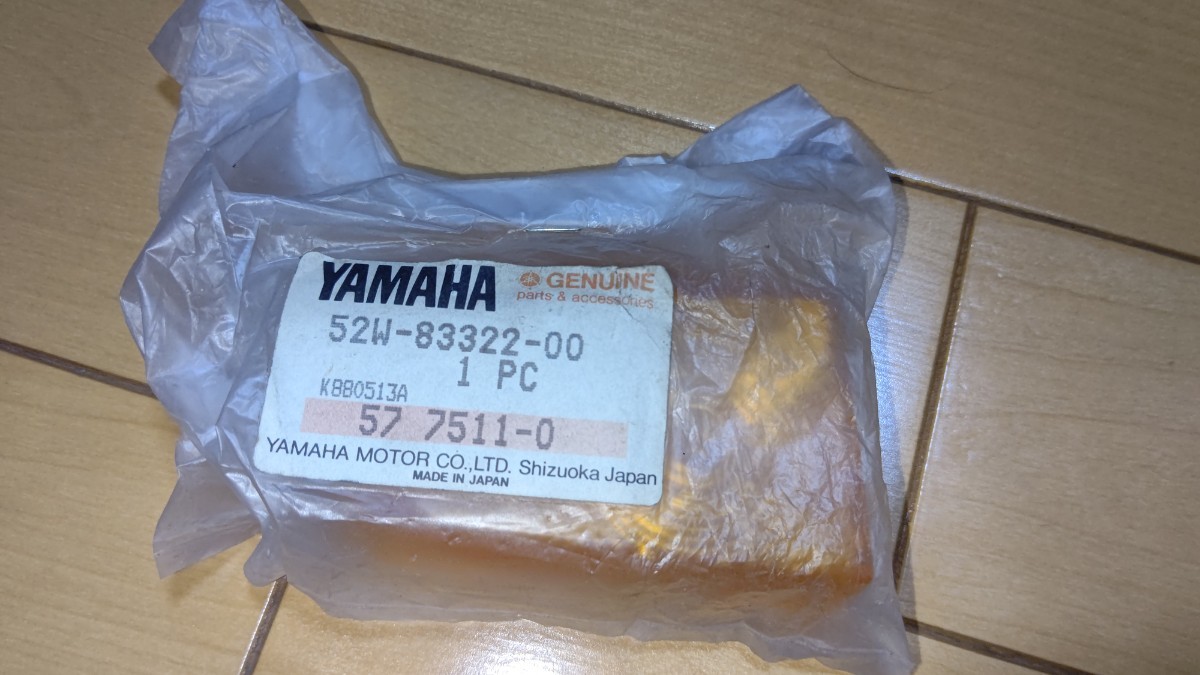 YAMAHA GENUINE
parts & accessories
52W-83322-00
1 PC
K880513A
57 7511-0
YAMAHA MOTOR CO.,LTD. Shizuoka Japan
MADE IN JAPAN